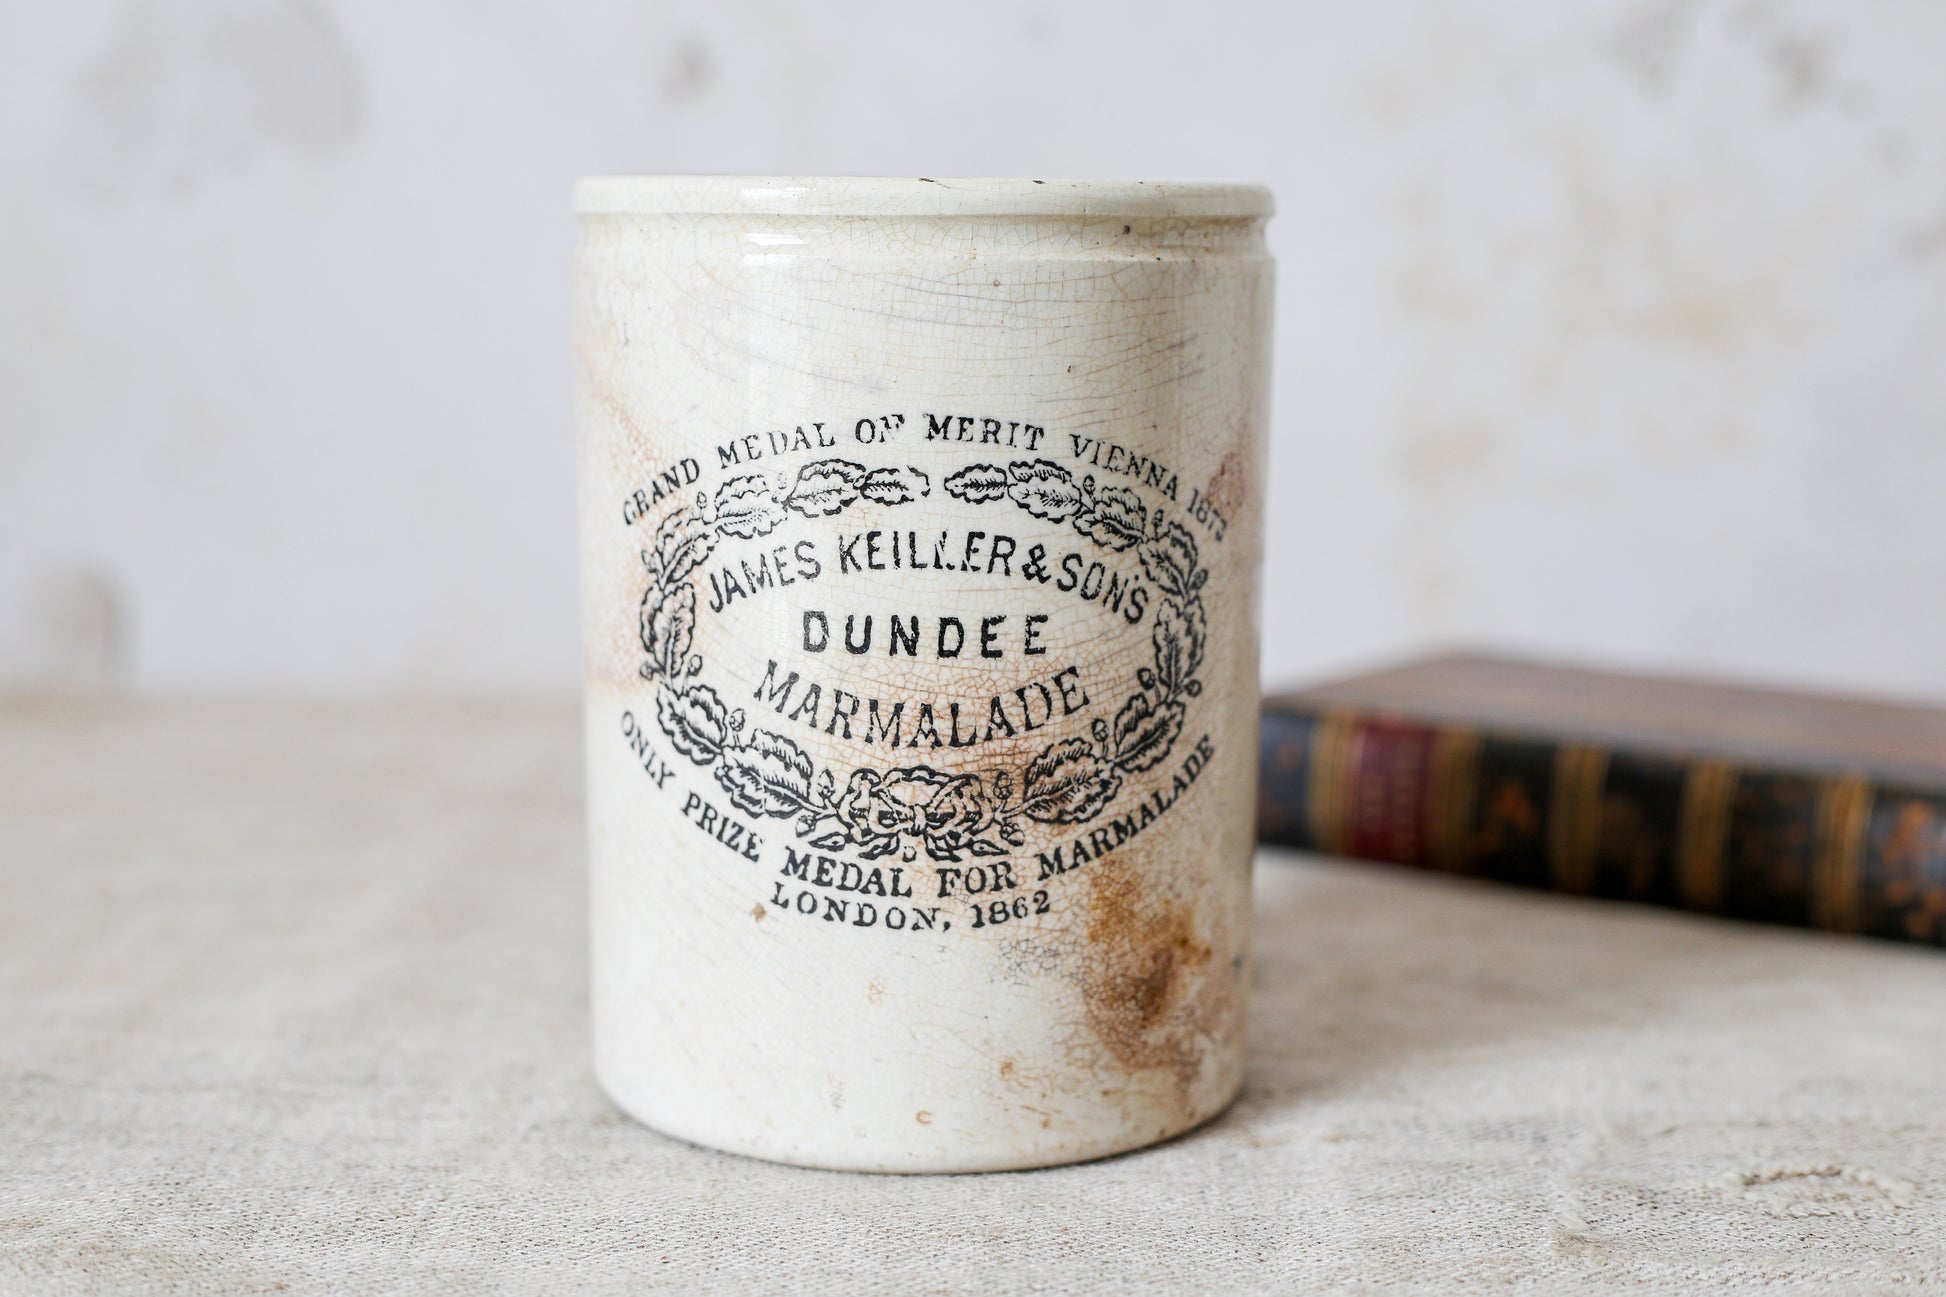 GRAND MEDAL OF MERIT VIENNA 1873
JAMES KEILLER & SON'S
DUNDEE
MARMALADE
ONLY PRIZE MEDAL FOR MARMALADE
LONDON, 1862